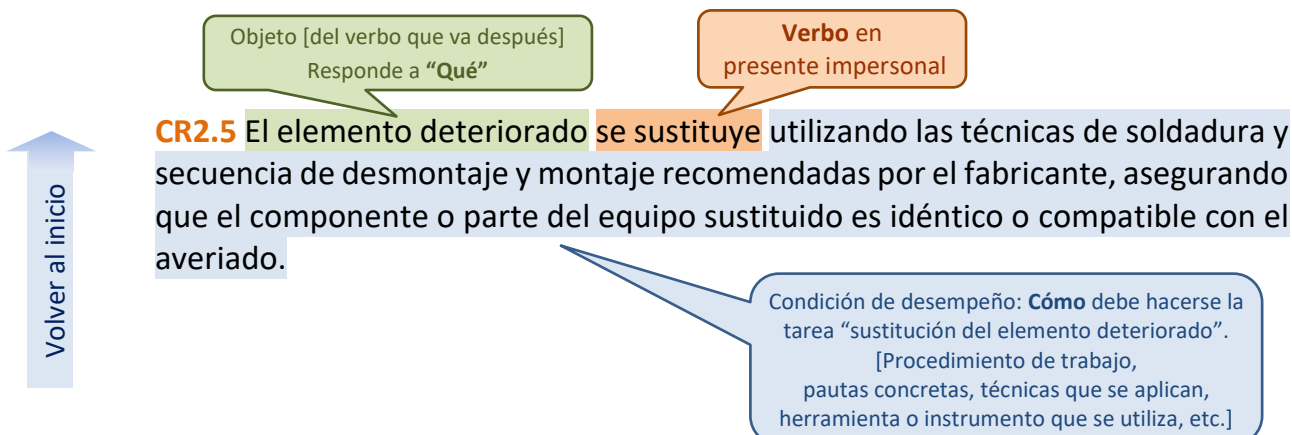 Objeto [del verbo que va después]
Responde a “Qué”
Verbo en
presente impersonal
CR2.5 El elemento deteriorado se sustituye utilizando las técnicas de soldadura y
secuencia de desmontaje y montaje recomendadas por el fabricante, asegurando
que el componente o parte del equipo sustituido es idéntico o compatible con el
averiado.
Volver al inicio
Condición de desempeño: Cómo debe hacerse la
tarea “sustitución del elemento deteriorado”.
[Procedimiento de trabajo,
pautas concretas, técnicas que se aplican,
herramienta o instrumento que se utiliza, etc.]